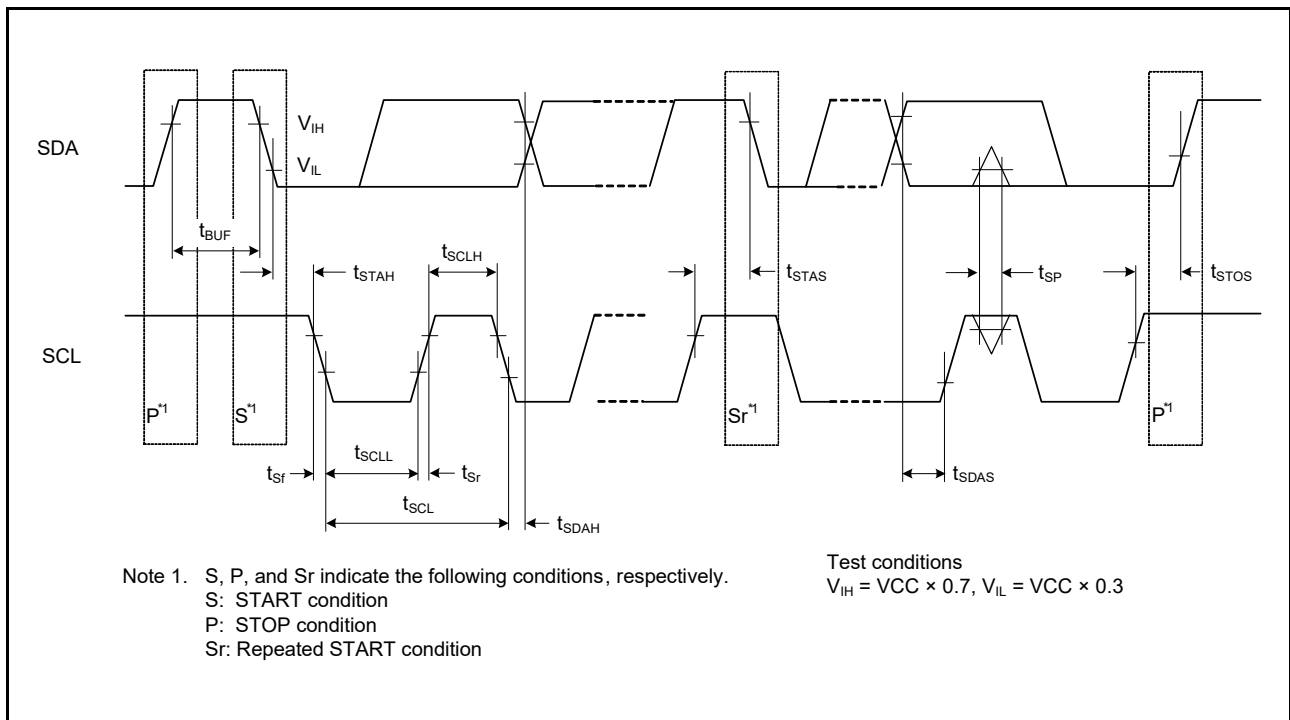 SDA
V_IH
V_IL
t_BUF
t_SCLH
t_STAH
t_STAS
t_SP
t_STOS
SCL
P*1
S*1
Sr*1
P*1
t_SCLL
t_Sf
t_Sr
t_SDAS
t_SCL
t_SDAH
Note 1. S, P, and Sr indicate the following conditions, respectively.
S: START condition
P: STOP condition
Sr: Repeated START condition
Test conditions
V_IH = VCC × 0.7, V_IL = VCC × 0.3